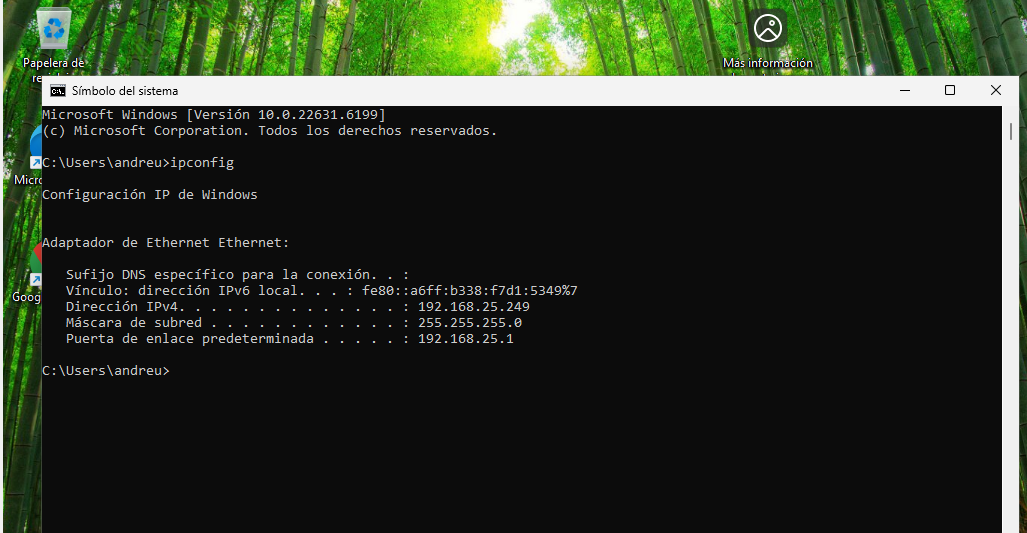 Papelera de
Mas información
Símbolo del sistema
Microsoft Windows [Versión 10.0.22631.6199]
(c) Microsoft Corporation. Todos los derechos reservados.
C:\Users\andreu>ipconfig
Configuración IP de Windows
Adaptador de Ethernet Ethernet:
Sufijo DNS específico para la conexión. . :
Vínculo: dirección IPv6 local. . . : fe80::a6ff:b338:f7d1:5349%7
Dirección IPv4. . . . . . . . . . . . . . : 192.168.25.249
Máscara de subred . . . . . . . . . . . . : 255.255.255.0
Puerta de enlace predeterminada . . . . . : 192.168.25.1
C:\Users\andreu>
Micro
Goog